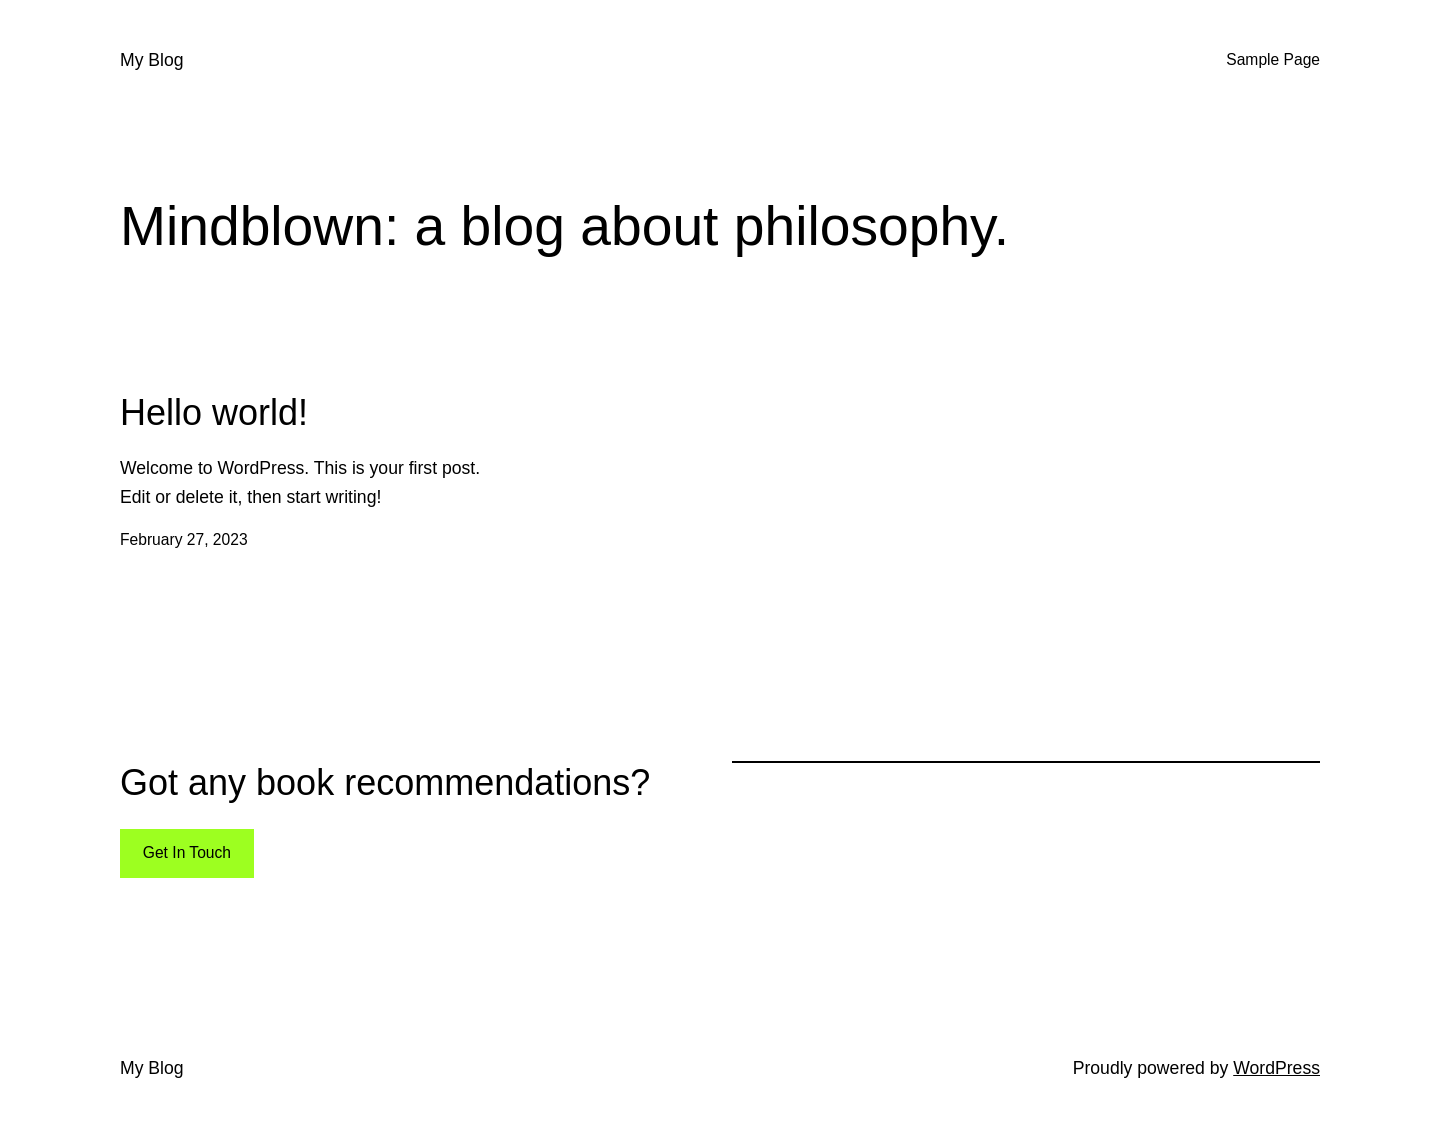 My Blog
Sample Page
Mindblown: a blog about philosophy.
Hello world!
Welcome to WordPress. This is your first post.
Edit or delete it, then start writing!
February 27, 2023
Got any book recommendations?
Get In Touch
My Blog
Proudly powered by WordPress